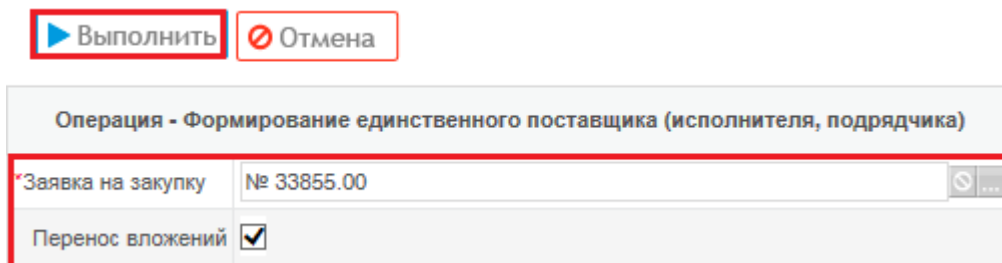 Выполнить Отмена
Операция - Формирование единственного поставщика (исполнителя, подрядчика)
*Заявка на закупку № 33855.00 ...
Перенос вложений